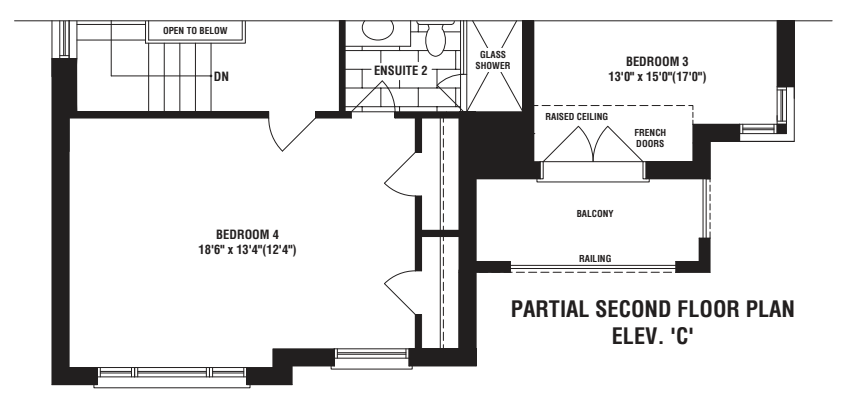 OPEN TO BELOW
DN
ENSUITE 2
GLASS
SHOWER
BEDROOM 3
13'0" x 15'0"(17'0")
RAISED CEILING
FRENCH
DOORS
BALCONY
RAILING
BEDROOM 4
18'6" x 13'4"(12'4")
PARTIAL SECOND FLOOR PLAN
ELEV. 'C'